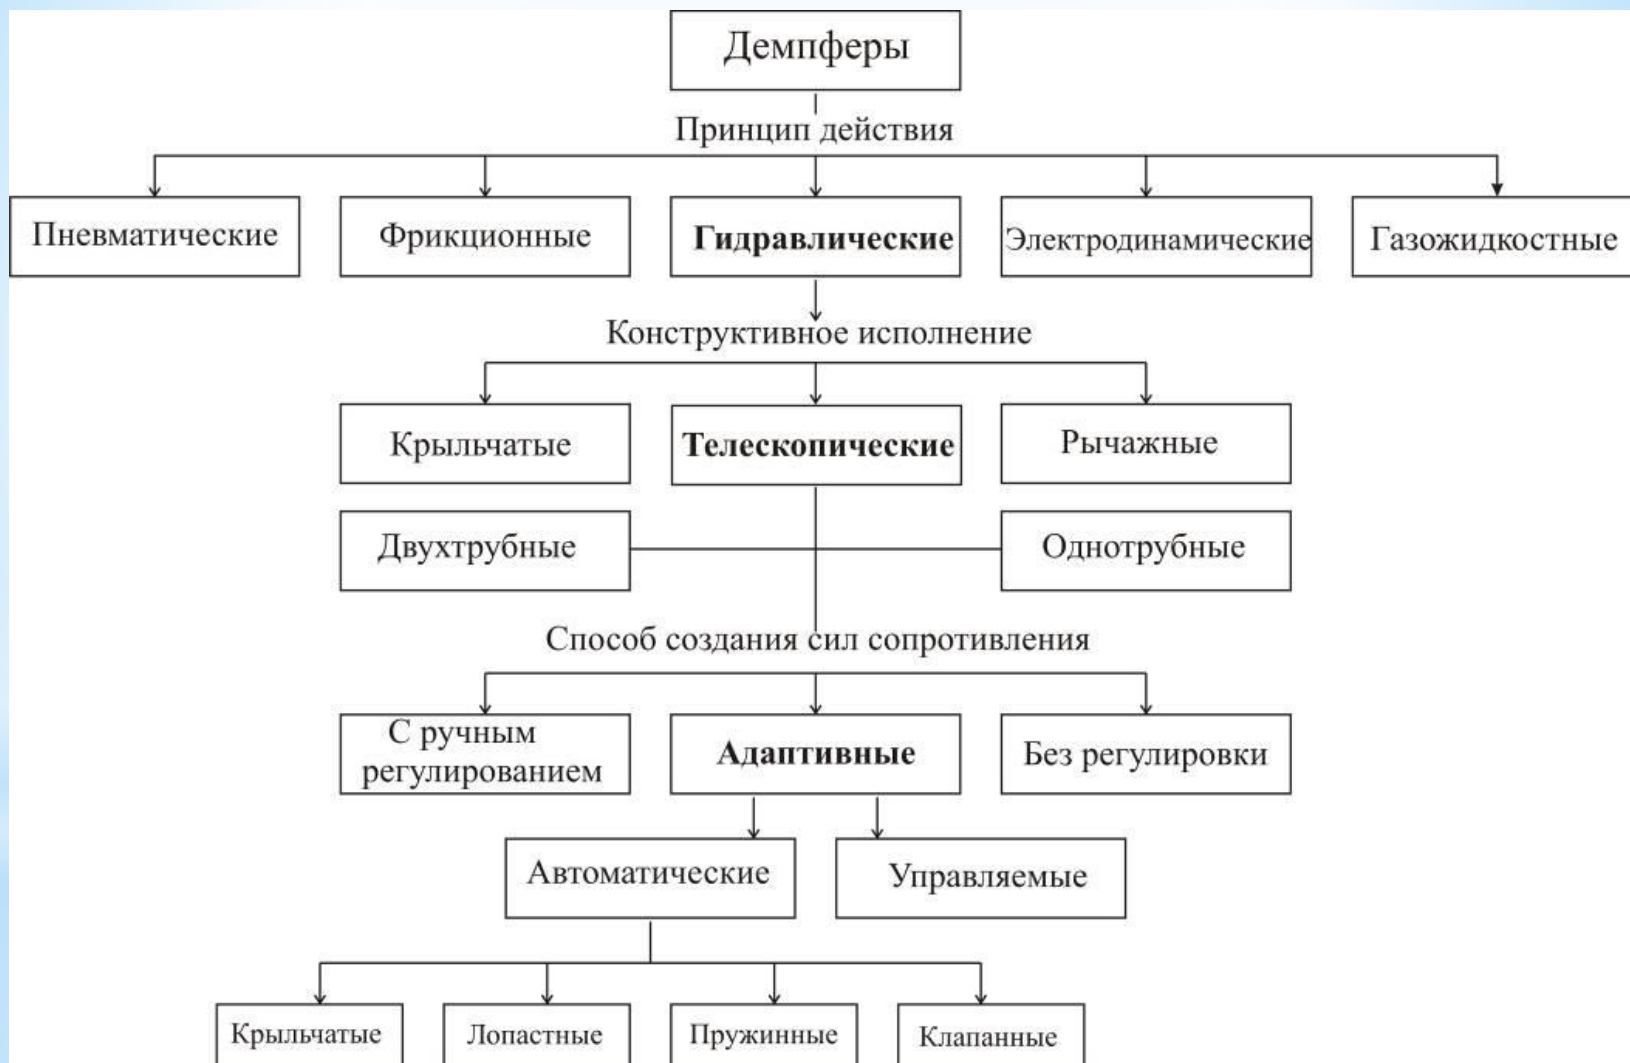 Демпферы
Принцип действия
Пневматические
Фрикционные
Гидравлические
Электродинамические
Газожидкостные
Конструктивное исполнение
Крыльчатые
Телескопические
Рычажные
Двухтрубные
Однотрубные
Способ создания сил сопротивления
С ручным
регулированием
Адаптивные
Без регулировки
Автоматические
Управляемые
Крыльчатые
Лопастные
Пружинные
Клапанные